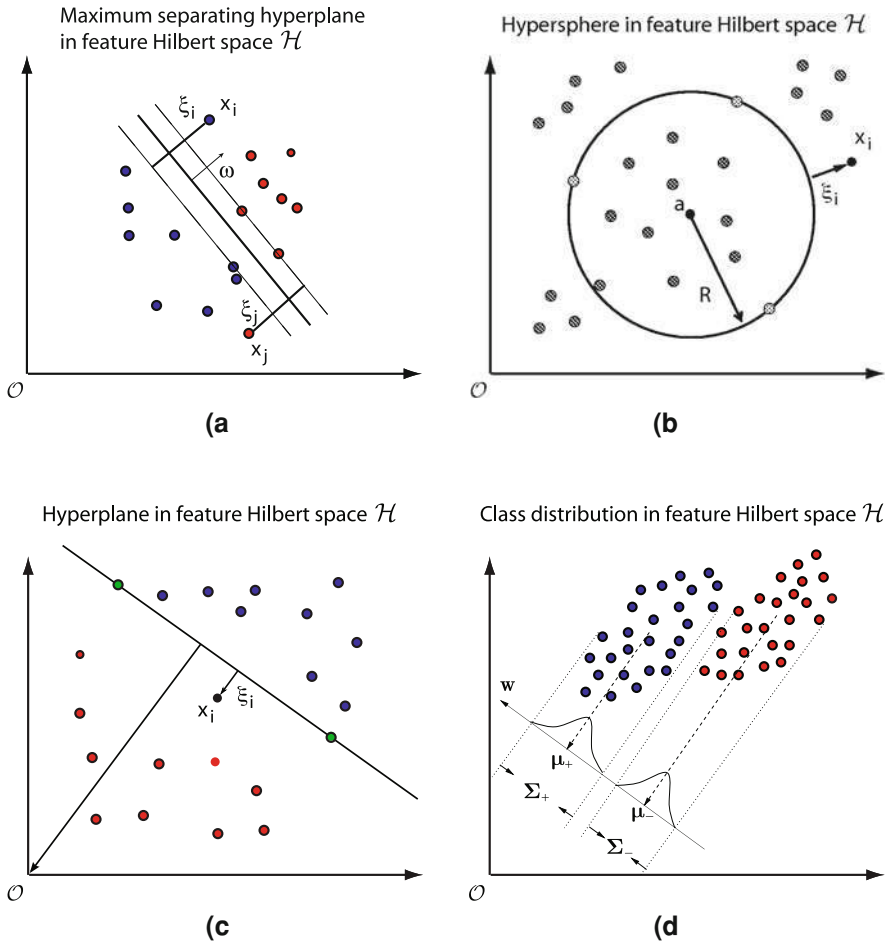 Maximum separating hyperplane
in feature Hilbert space ℋ
ξi
xi
ω
ξj
xj
𝒪
(a
Hypersphere in feature Hilbert space ℋ
xi
ξi
a
R
𝒪
(b
Hyperplane in feature Hilbert space ℋ
xi
ξi
𝒪
(c
Class distribution in feature Hilbert space ℋ
w
μ+
Σ+
μ−
Σ−
𝒪
(d